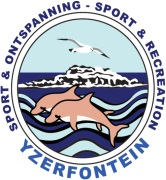 SPORT & ONTSPANNING - SPORT & RECREATION
YZERFONTEIN